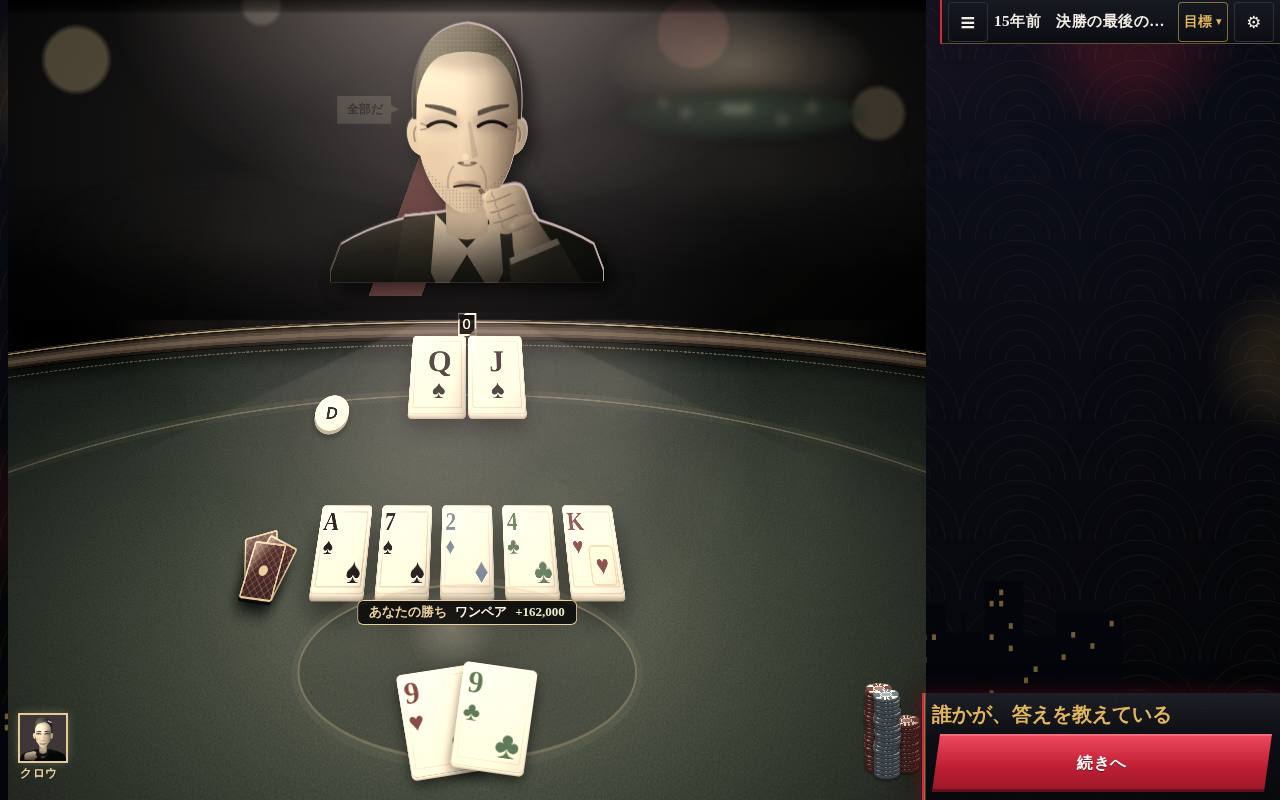 15年前 決勝の最後の…
目標▾
全部だ
0
Q J
D
A 7 2 4 K
あなたの勝ち ワンペア +162,000
9 9
クロウ
誰かが、答えを教えている
続きへ